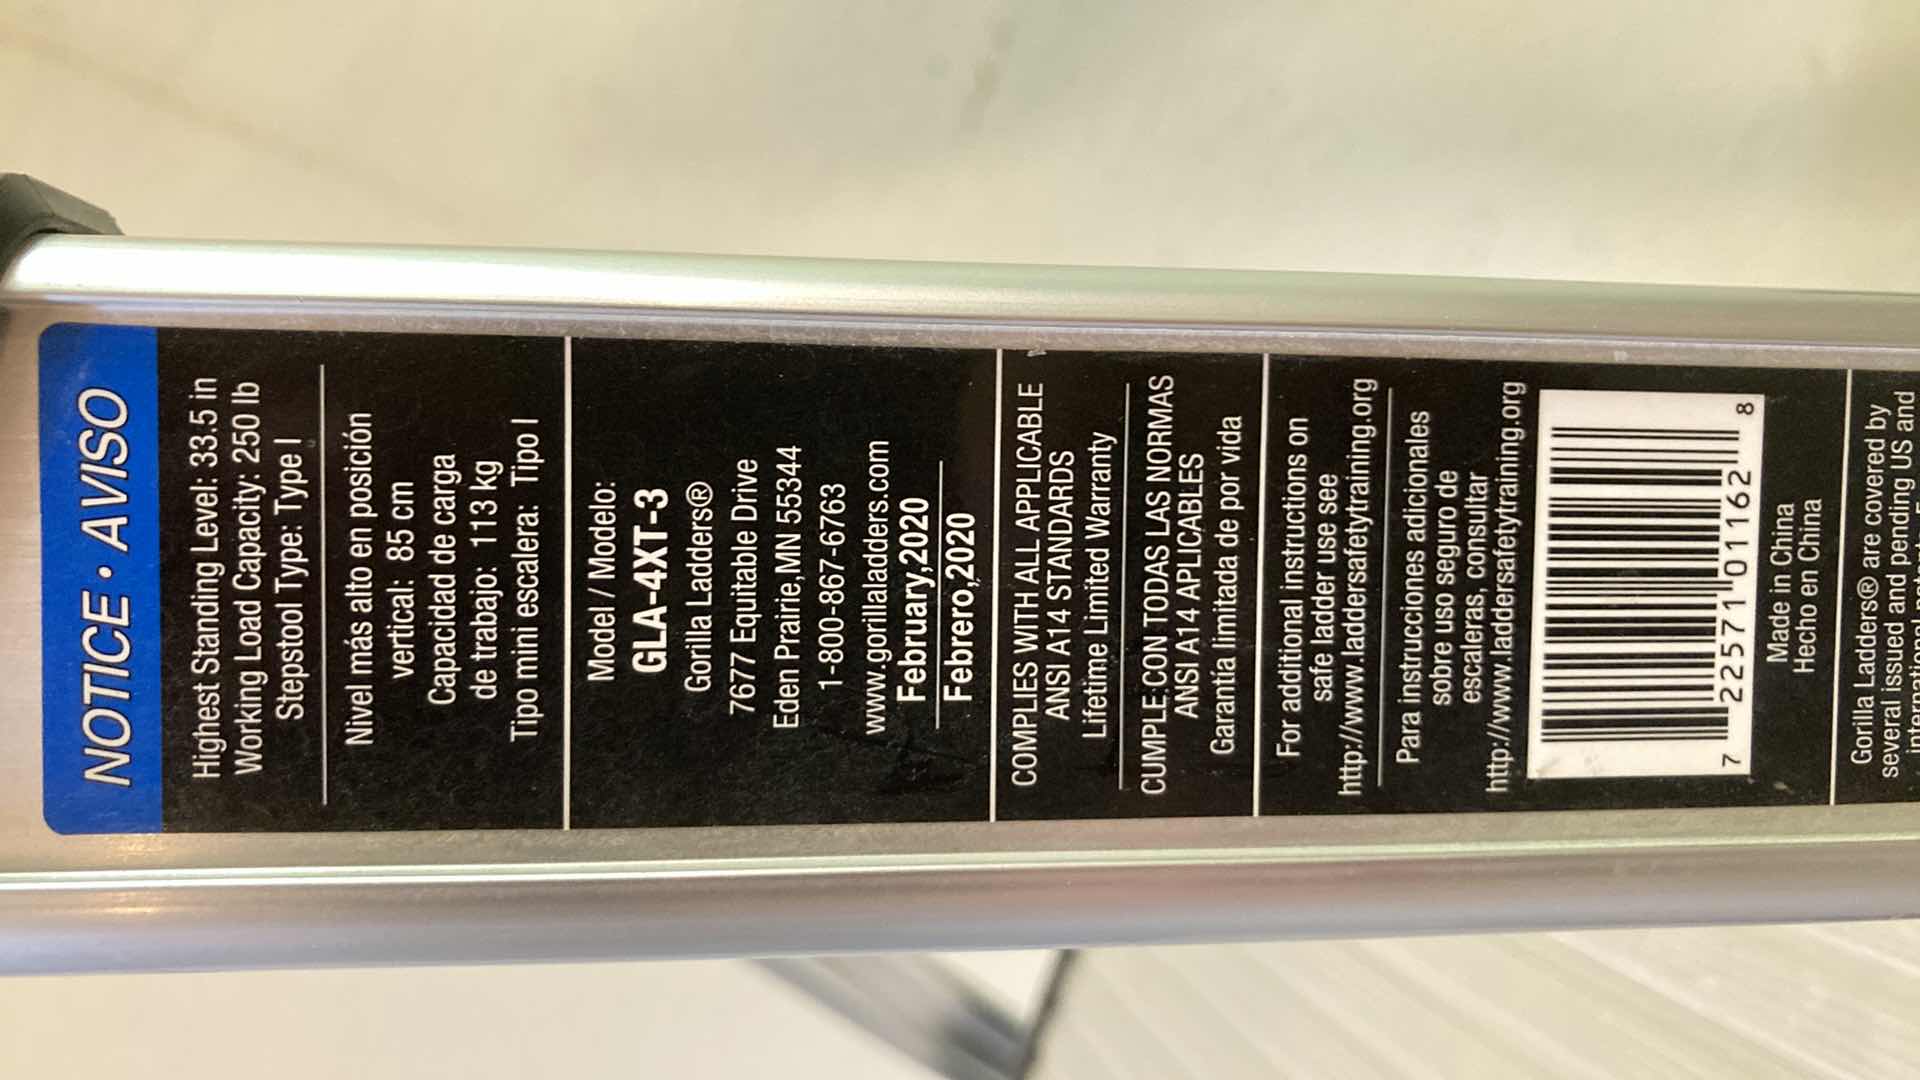 NOTICE • AVISO
Highest Standing Level: 33.5 in
Working Load Capacity: 250 lb
Stepstool Type: Type I
Nivel más alto en posición
vertical: 85 cm
Capacidad de carga
de trabajo: 113 kg
Tipo mini escalera: Tipo I
Model / Modelo:
GLA-4XT-3
Gorilla Ladders®
7677 Equitable Drive
Eden Prairie, MN 55344
1-800-867-6763
www.gorillaladders.com
February,2020
Febrero,2020
COMPLIES WITH ALL APPLICABLE
ANSI A14 STANDARDS
Lifetime Limited Warranty
CUMPLE CON TODAS LAS NORMAS
ANSI A14 APLICABLES
Garantía limitada de por vida
For additional instructions on
safe ladder use see
http://www.laddersafetytraining.org
Para instrucciones adicionales
sobre uso seguro de
escaleras, consultar
http://www.laddersafetytraining.org
7 22571 01162 8
Made in China
Hecho en China
Gorilla Ladders® are covered by
several issued and pending US and
international